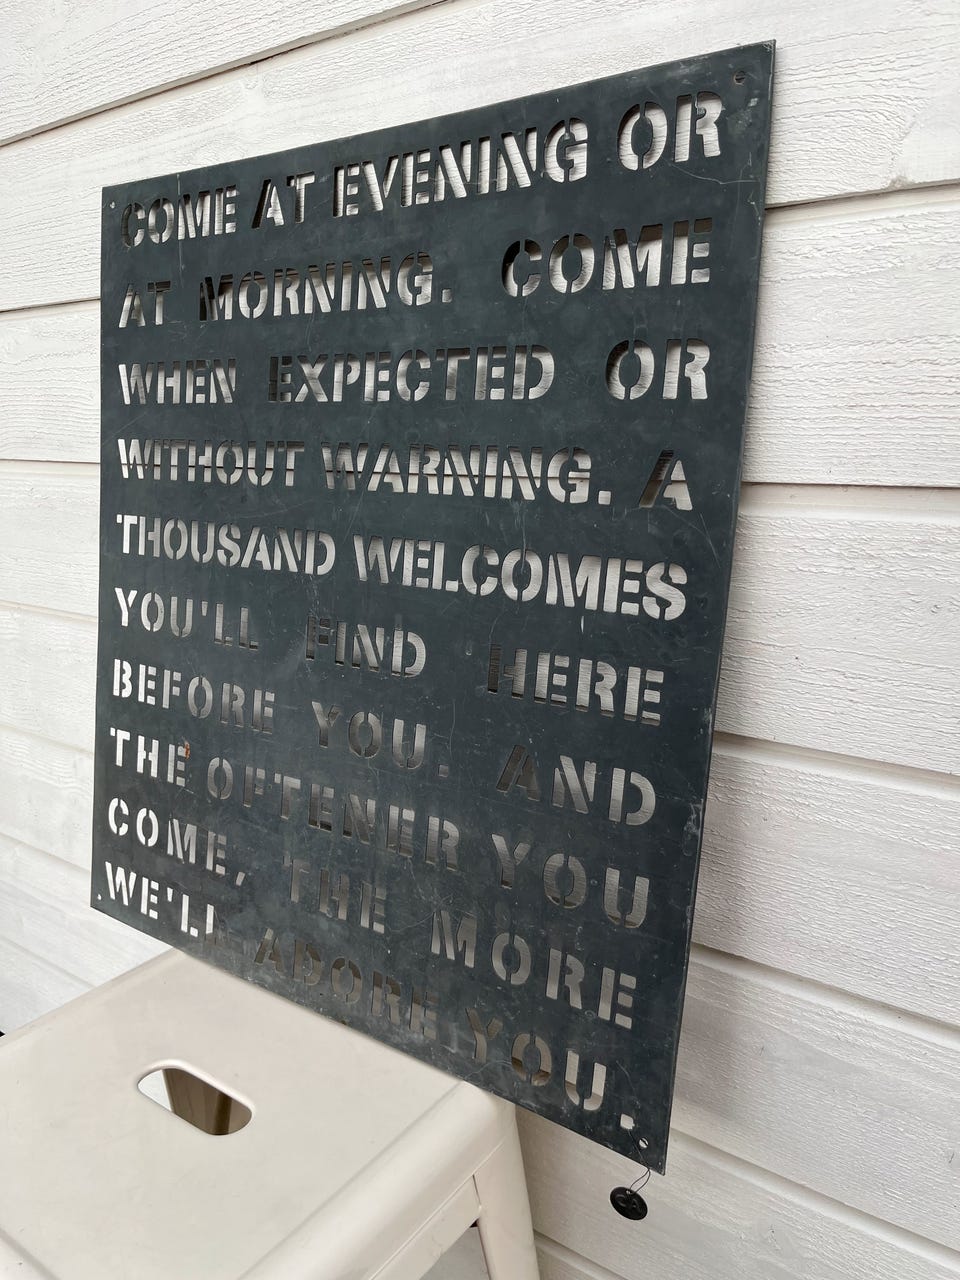 COME AT EVENING OR
AT MORNING. COME
WHEN EXPECTED OR
WITHOUT WARNING. A
THOUSAND WELCOMES
YOU'LL FIND HERE
BEFORE YOU. AND
THE OFTENER YOU
COME, THE MORE
WE'LL ADORE YOU.